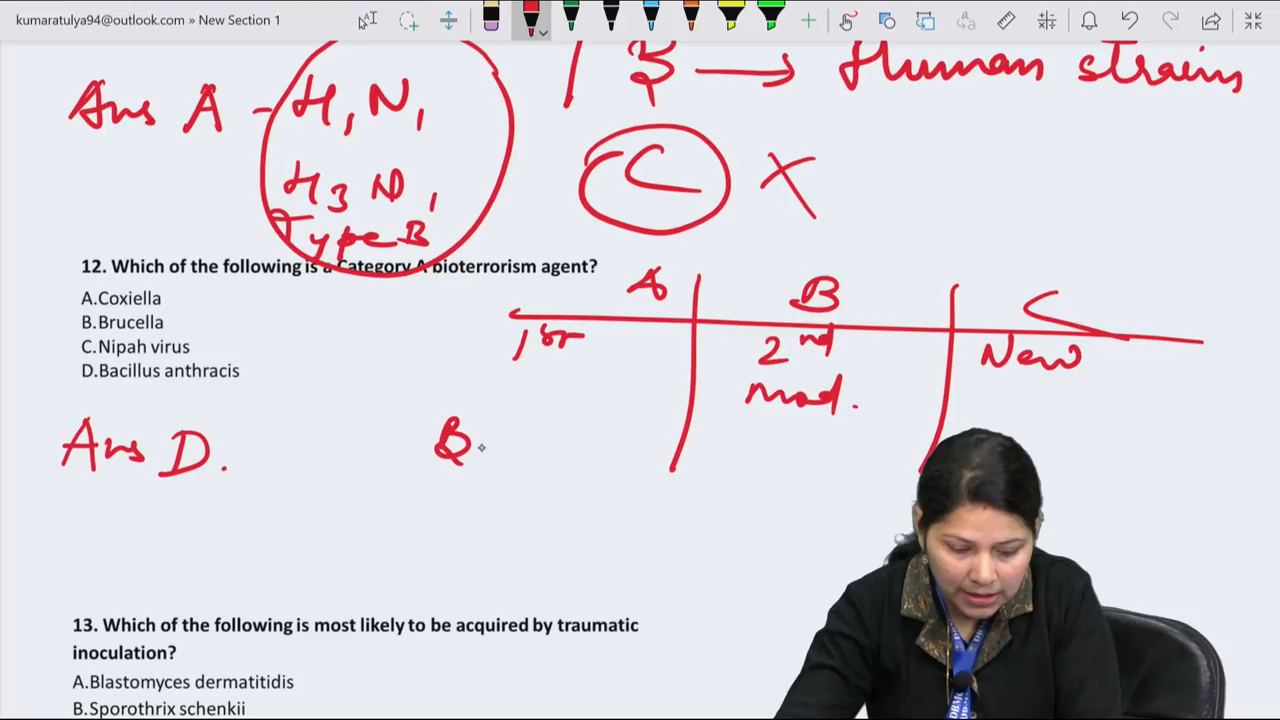 kumaratulya94@outlook.com » New Section 1
Ans A - H1N1
H3N1
Type B
B → Human strains
C X
12. Which of the following is a Category A bioterrorism agent?
A.Coxiella
B.Brucella
C.Nipah virus
D.Bacillus anthracis
A B C
1st 2nd New
mod.
Ans D.
B
13. Which of the following is most likely to be acquired by traumatic
inoculation?
A.Blastomyces dermatitidis
B.Sporothrix schenkii